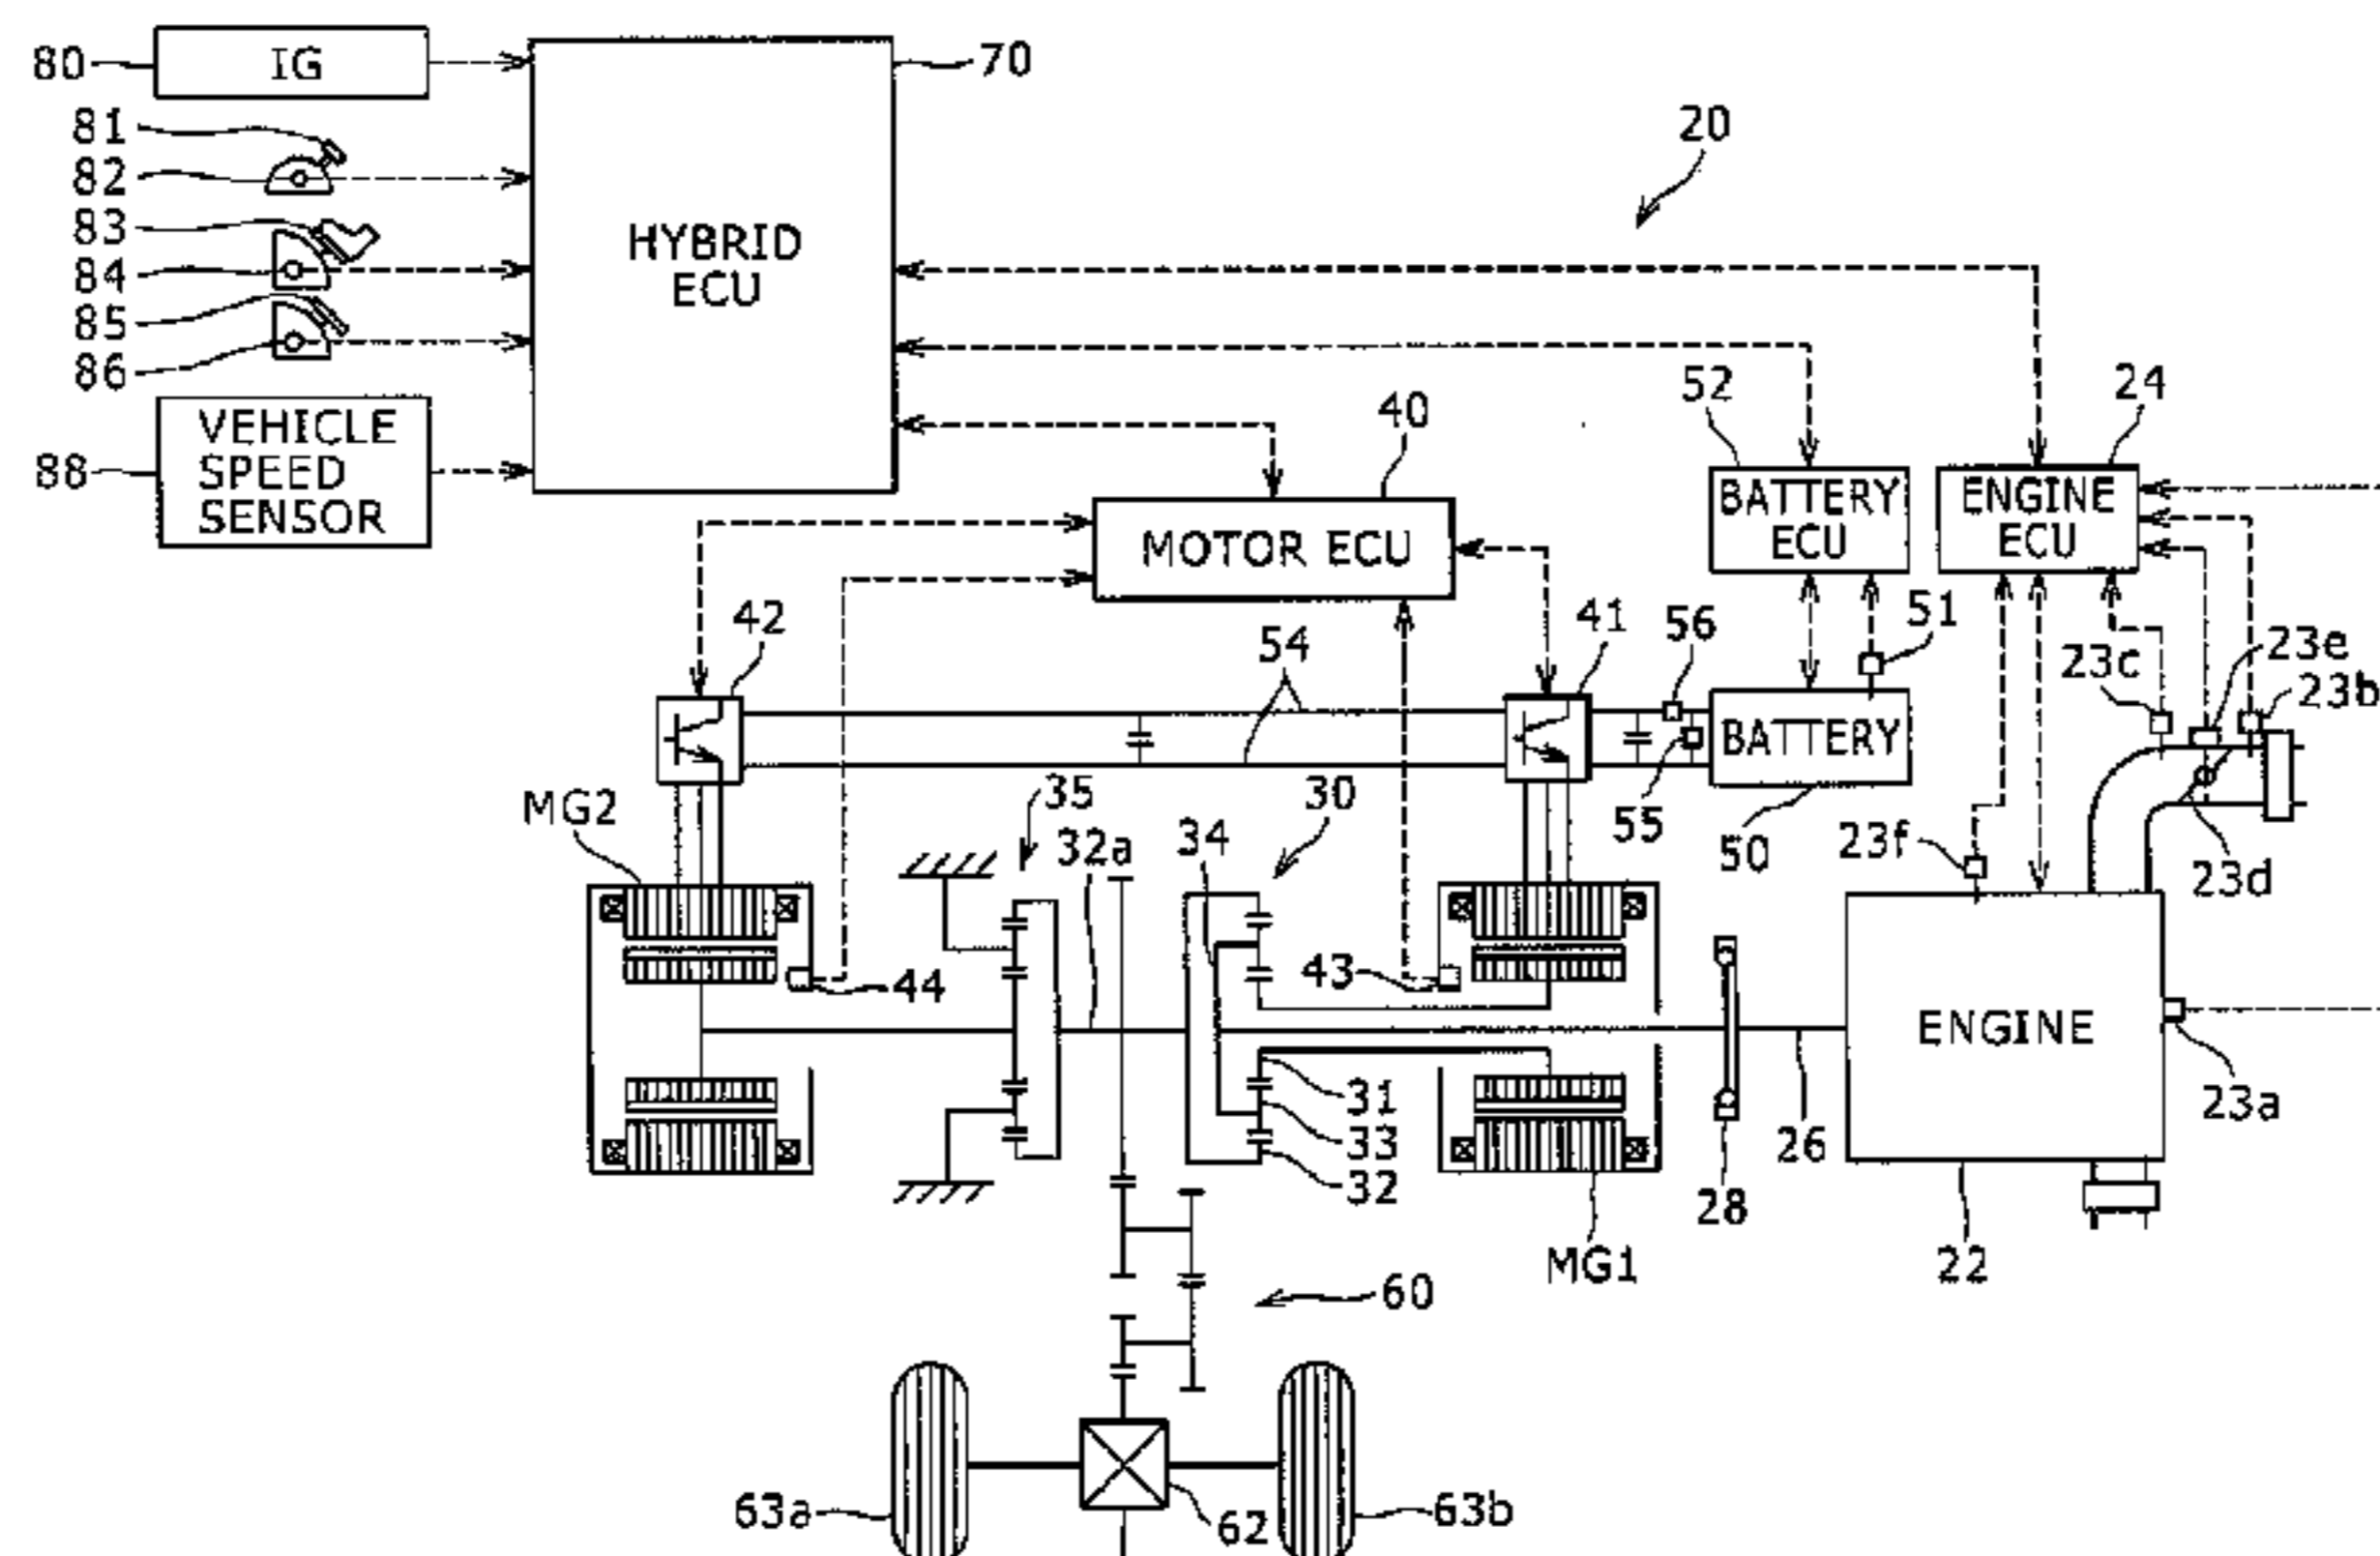 80
IG
70
81
20
82
83
HYBRID
ECU
84
85
86
52
24
40
VEHICLE
SPEED
SENSOR
88
BATTERY
ECU
ENGINE
ECU
MOTOR ECU
42
54
41
56
51
23c
23e
23b
BATTERY
MG2
35
30
55
50
23f
23d
32a
34
44
43
ENGINE
31
33
32
26
23a
28
MG1
22
60
63a
62
63b